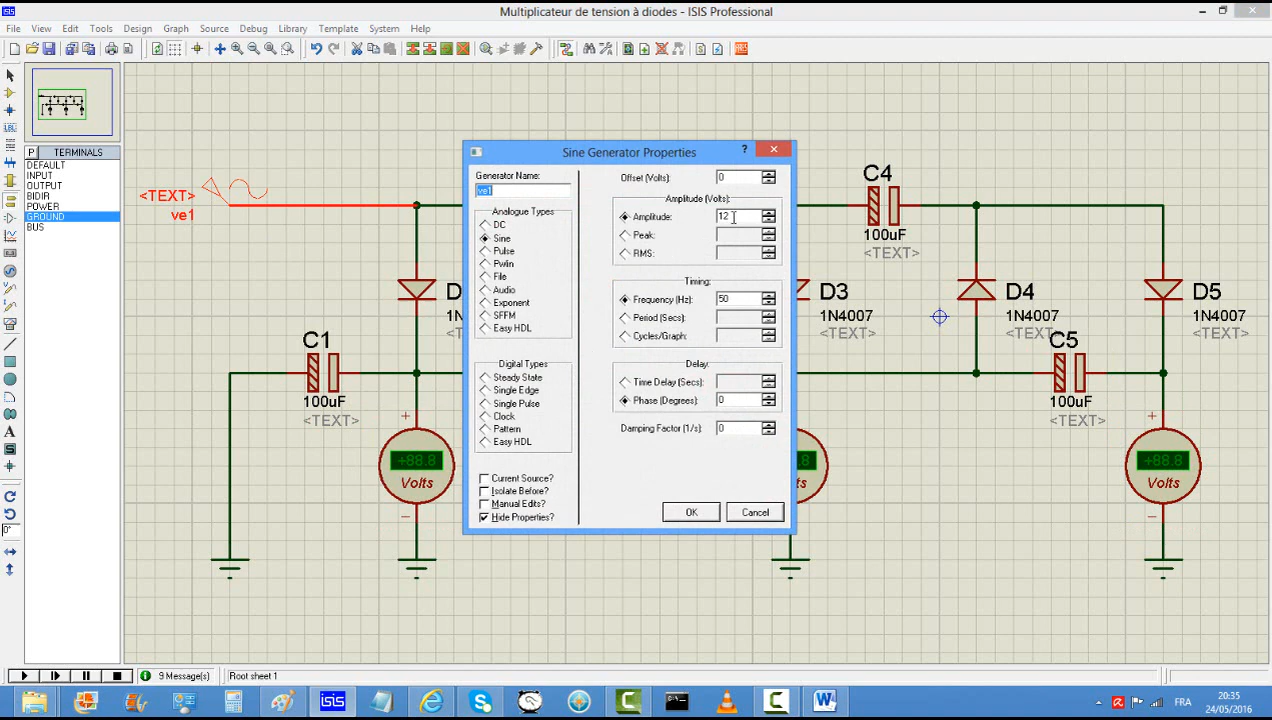 Multiplicateur de tension à diodes - ISIS Professional
File View Edit Tools Design Graph Source Debug Library Template System Help
P TERMINALS
DEFAULT
INPUT
OUTPUT
BIDIR
POWER
GROUND
BUS
<TEXT>
ve1
Sine Generator Properties
?
Generator Name:
ve1
Analogue Types
DC
Sine
Pulse
Pwlin
File
Audio
Exponent
SFFM
Easy HDL
Digital Types
Steady State
Single Edge
Single Pulse
Clock
Pattern
Easy HDL
Current Source?
Isolate Before?
Manual Edits?
Hide Properties?
Offset (Volts): 0
Amplitude (Volts):
Amplitude: 12
Peak:
RMS:
Timing:
Frequency (Hz): 50
Period (Secs):
Cycles/Graph:
Delay:
Time Delay (Secs):
Phase (Degrees): 0
Damping Factor (1/s): 0
OK Cancel
C4
100uF
<TEXT>
D3
1N4007
<TEXT>
D4
1N4007
<TEXT>
D5
1N4007
<TEXT>
C1
100uF
<TEXT>
C5
100uF
<TEXT>
+88.8
Volts
+88.8
Volts
0°
9 Message(s) Root sheet 1
isis
FRA
20:35
24/05/2016